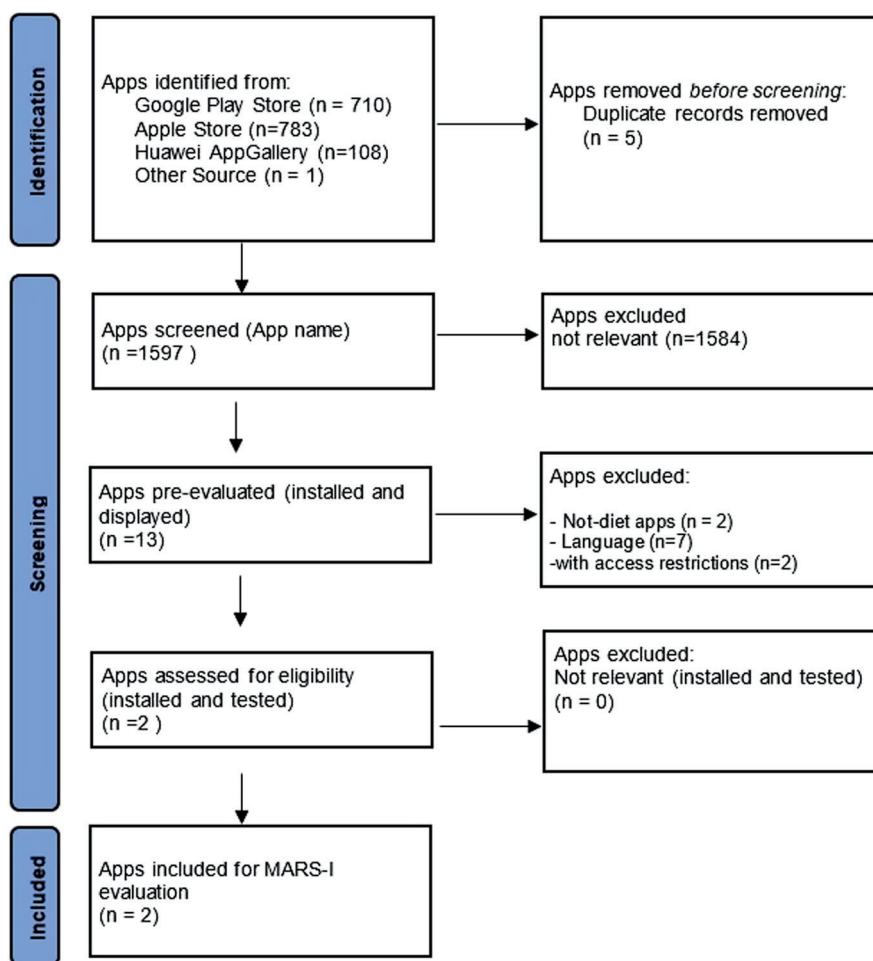 Identification
Apps identified from:
Google Play Store (n = 710)
Apple Store (n=783)
Huawei AppGallery (n=108)
Other Source (n = 1)
Apps removed before screening:
Duplicate records removed
(n = 5)
Screening
Apps screened (App name)
(n =1597 )
Apps excluded
not relevant (n=1584)
Apps pre-evaluated (installed and
displayed)
(n =13)
Apps excluded:
- Not-diet apps (n = 2)
- Language (n=7)
-with access restrictions (n=2)
Apps assessed for eligibility
(installed and tested)
(n =2 )
Apps excluded:
Not relevant (installed and tested)
(n = 0)
Included
Apps included for MARS-I
evaluation
(n = 2)